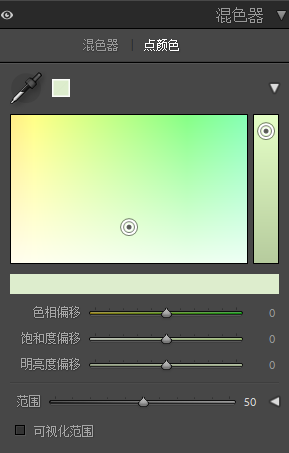 混色器
混色器 | 点颜色
色相偏移 0
饱和度偏移 0
明亮度偏移 0
范围 50
可视化范围